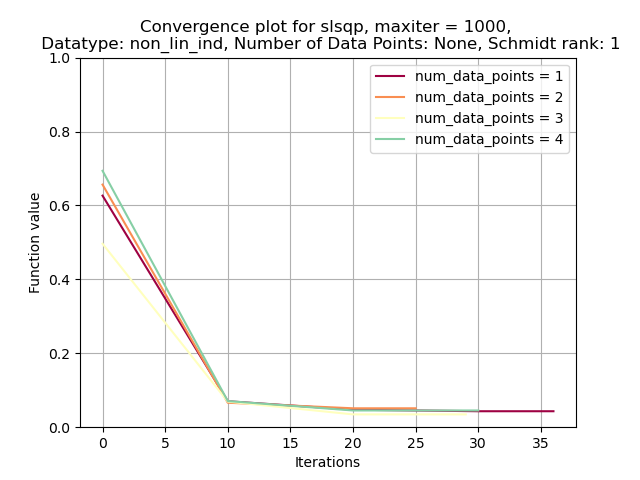 Convergence plot for slsqp, maxiter = 1000,
Datatype: non_lin_ind, Number of Data Points: None, Schmidt rank: 1
1.0
0.8
0.6
0.4
0.2
0.0
Function value
num_data_points = 1
num_data_points = 2
num_data_points = 3
num_data_points = 4
0 5 10 15 20 25 30 35
Iterations